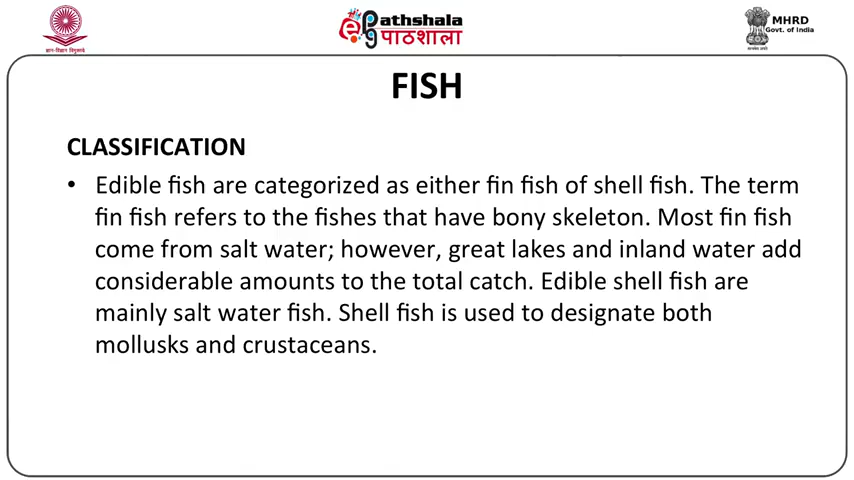 ePathshala
पाठशाला
MHRD
Govt. of India
FISH
CLASSIFICATION
• Edible fish are categorized as either fin fish of shell fish. The term
fin fish refers to the fishes that have bony skeleton. Most fin fish
come from salt water; however, great lakes and inland water add
considerable amounts to the total catch. Edible shell fish are
mainly salt water fish. Shell fish is used to designate both
mollusks and crustaceans.